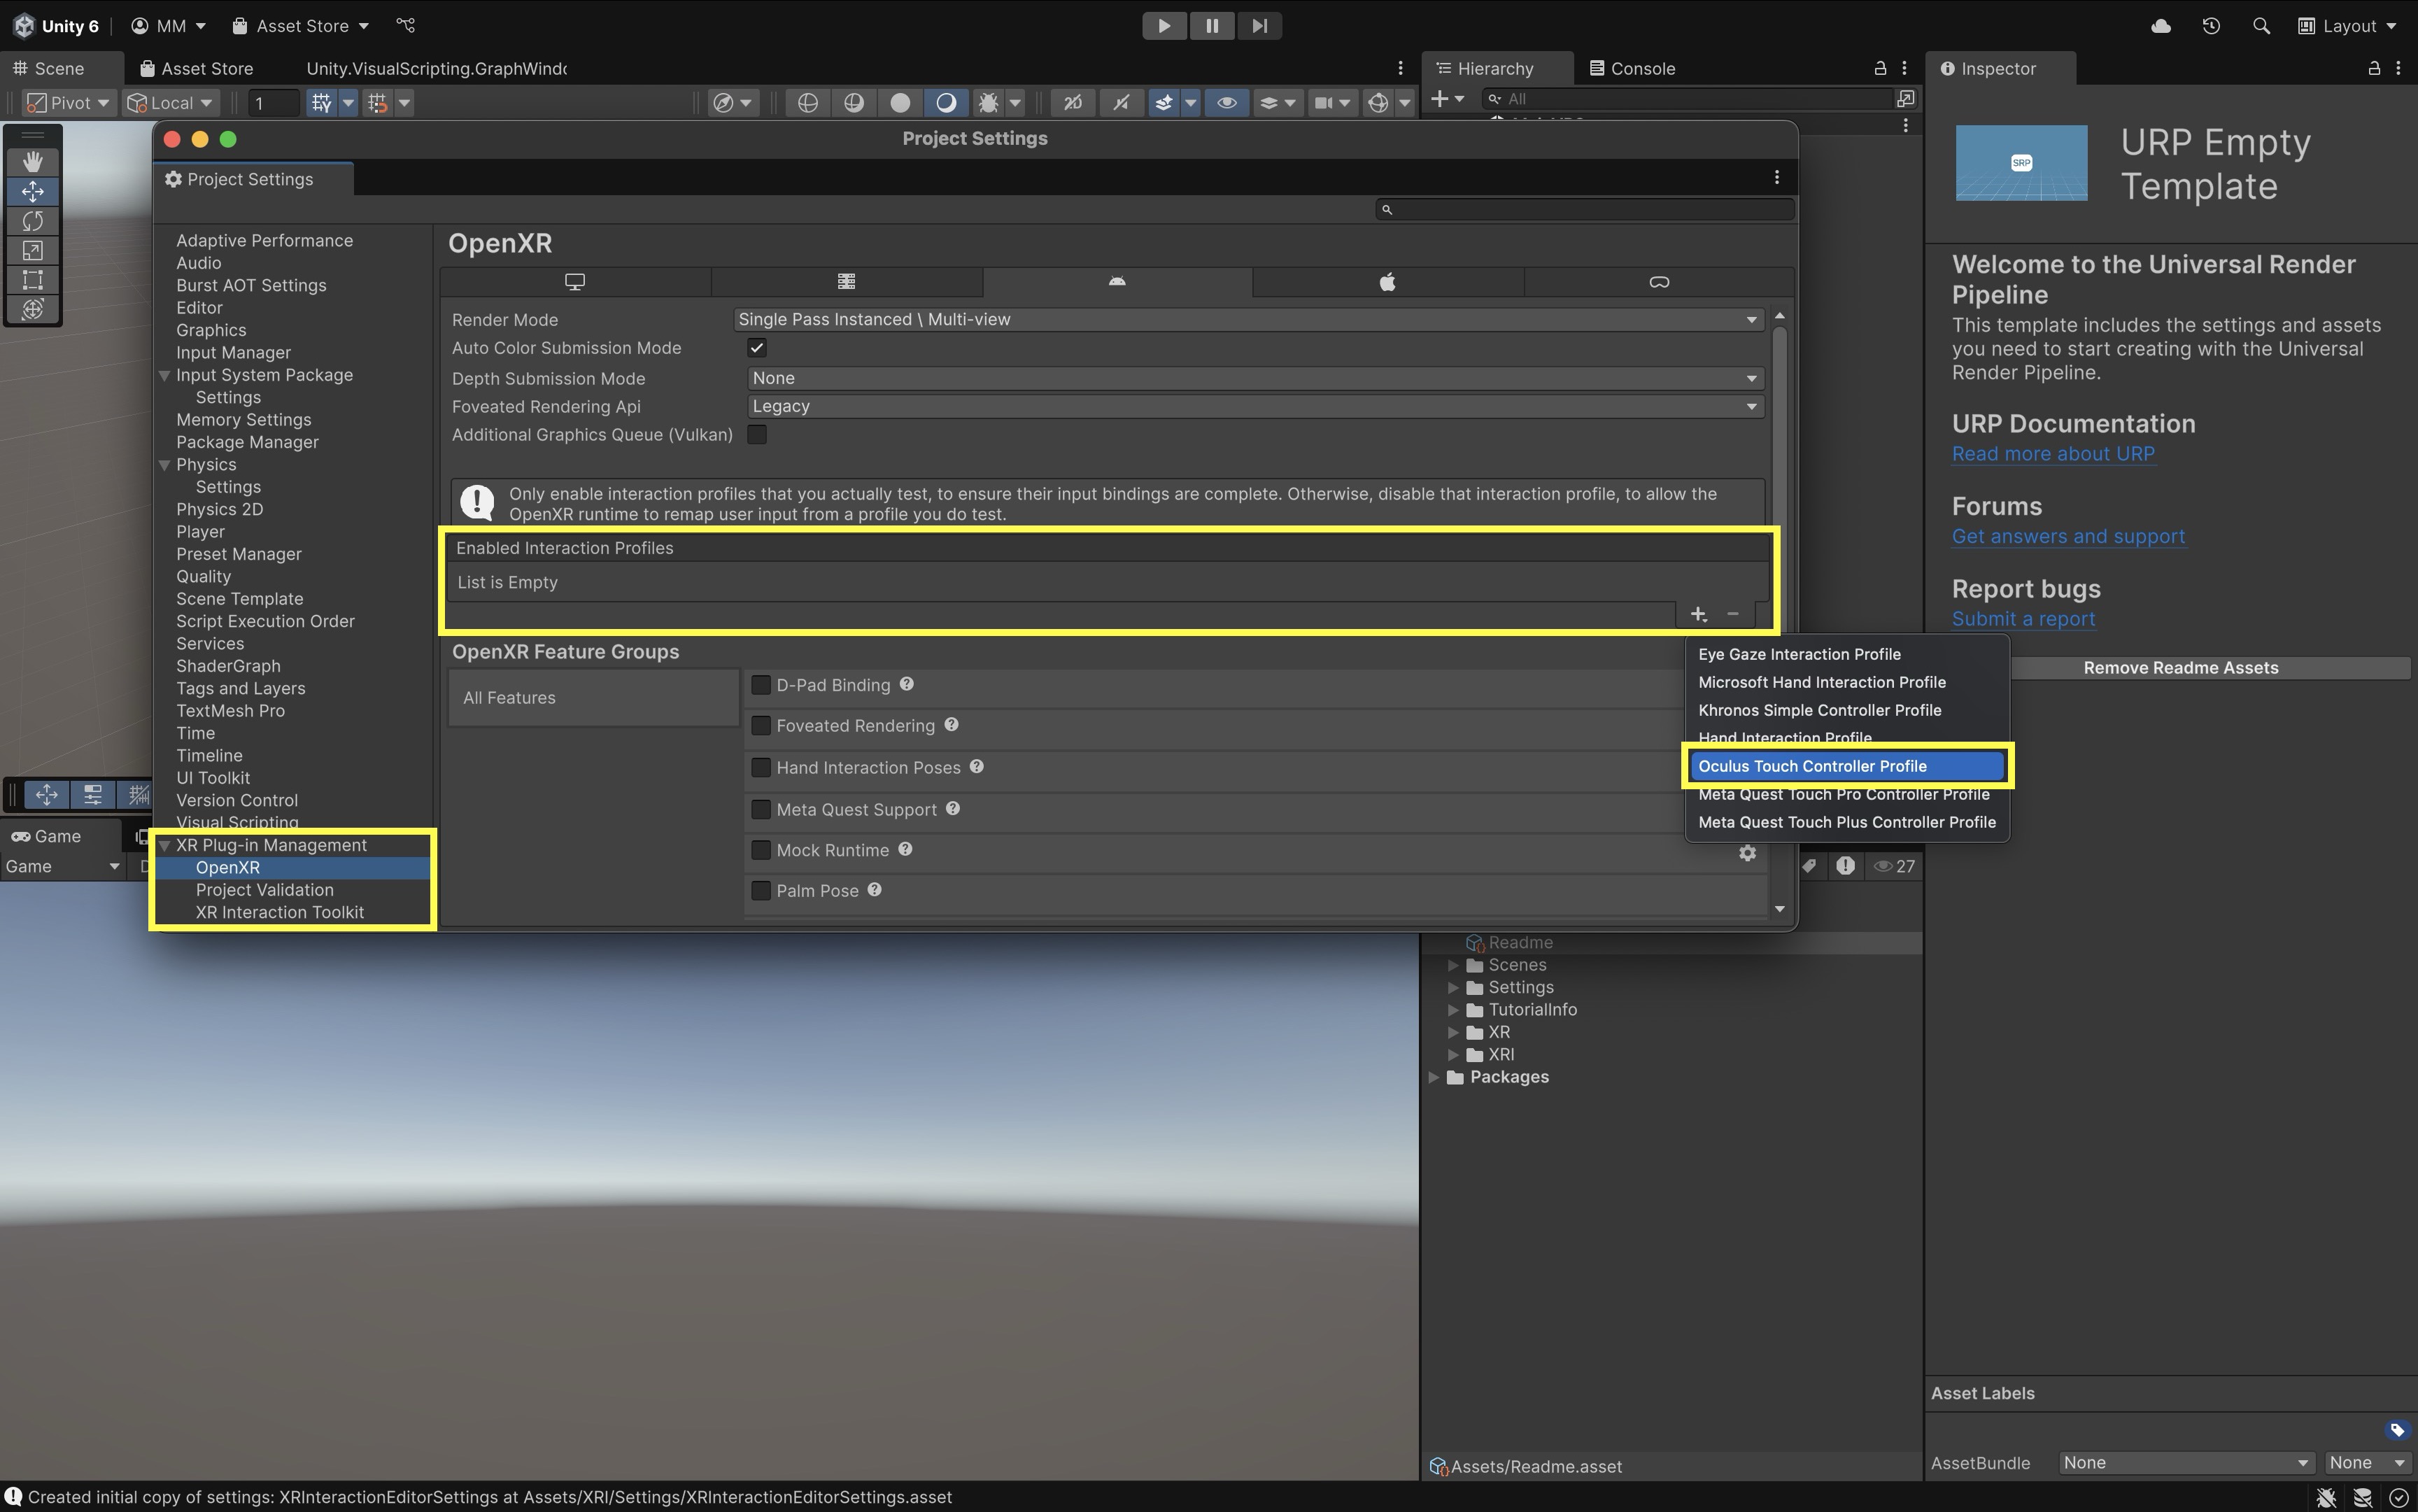 Unity 6
MM
Asset Store
Layout
Scene
Asset Store
Unity.VisualScripting.GraphWindo
Hierarchy
Console
Inspector
Pivot
Local
1
2D
All
Project Settings
Project Settings
Adaptive Performance
Audio
Burst AOT Settings
Editor
Graphics
Input Manager
Input System Package
Settings
Memory Settings
Package Manager
Physics
Settings
Physics 2D
Player
Preset Manager
Quality
Scene Template
Script Execution Order
Services
ShaderGraph
Tags and Layers
TextMesh Pro
Time
Timeline
UI Toolkit
Version Control
Visual Scripting
XR Plug-in Management
OpenXR
Project Validation
XR Interaction Toolkit
OpenXR
Render Mode
Single Pass Instanced \ Multi-view
Auto Color Submission Mode
Depth Submission Mode
None
Foveated Rendering Api
Legacy
Additional Graphics Queue (Vulkan)
Only enable interaction profiles that you actually test, to ensure their input bindings are complete. Otherwise, disable that interaction profile, to allow the
OpenXR runtime to remap user input from a profile you do test.
Enabled Interaction Profiles
List is Empty
OpenXR Feature Groups
All Features
D-Pad Binding
Foveated Rendering
Hand Interaction Poses
Meta Quest Support
Mock Runtime
Palm Pose
Eye Gaze Interaction Profile
Microsoft Hand Interaction Profile
Khronos Simple Controller Profile
Hand Interaction Profile
Oculus Touch Controller Profile
Meta Quest Touch Pro Controller Profile
Meta Quest Touch Plus Controller Profile
SRP
URP Empty
Template
Welcome to the Universal Render
Pipeline
This template includes the settings and assets
you need to start creating with the Universal
Render Pipeline.
URP Documentation
Read more about URP
Forums
Get answers and support
Report bugs
Submit a report
Remove Readme Assets
Game
Game
27
Readme
Scenes
Settings
TutorialInfo
XR
XRI
Packages
Assets/Readme.asset
Asset Labels
AssetBundle
None
None
Created initial copy of settings: XRInteractionEditorSettings at Assets/XRI/Settings/XRInteractionEditorSettings.asset